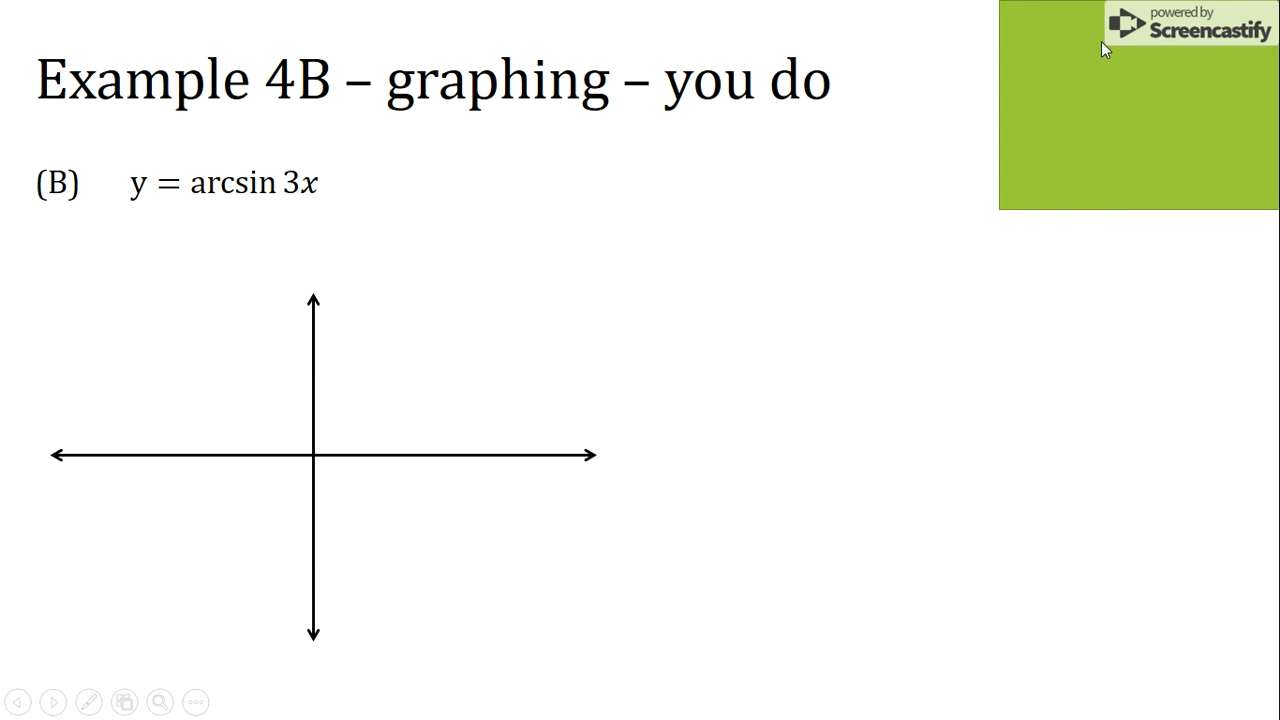 powered by
Screencastify
Example 4B – graphing – you do
(B) y = arcsin 3x